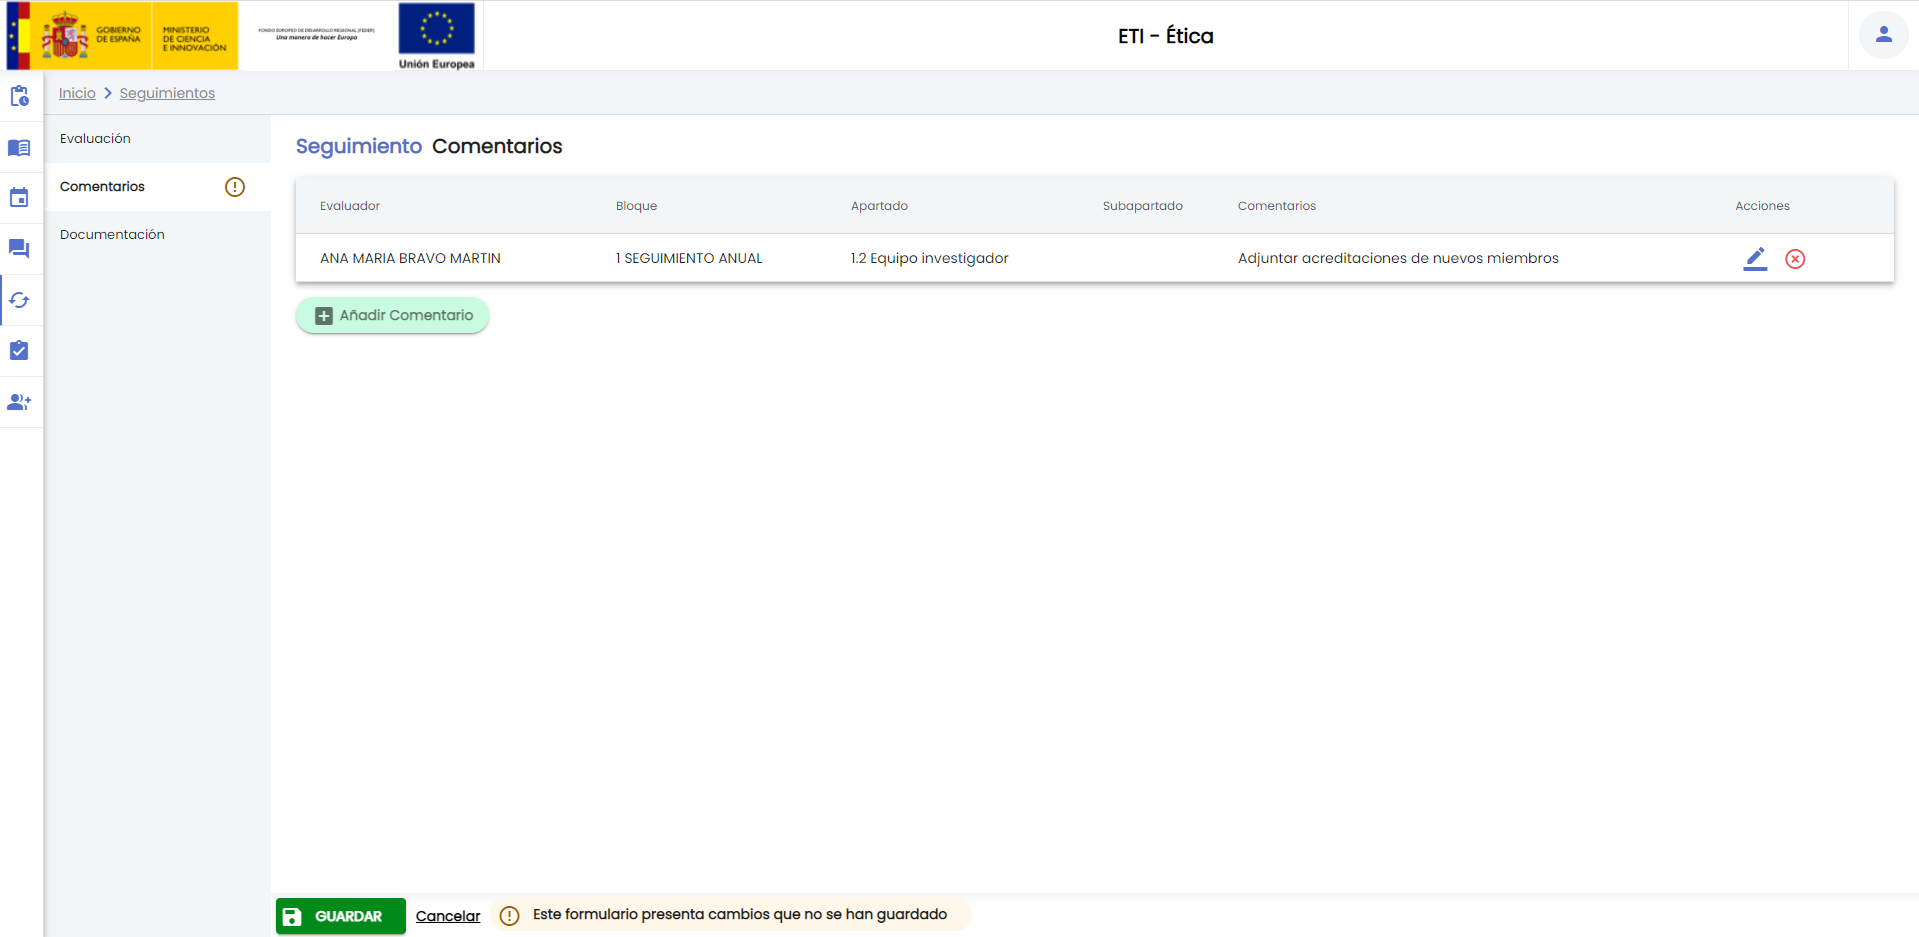 GOBIERNO
DE ESPAÑA
MINISTERIO
DE CIENCIA
E INNOVACIÓN
FONDO EUROPEO DE DESARROLLO REGIONAL (FEDER)
Una manera de hacer Europa
Unión Europea
ETI - Ética
Inicio Seguimientos
Evaluación
Comentarios
Documentación
Seguimiento Comentarios
Evaluador Bloque Apartado Subapartado Comentarios Acciones
ANA MARIA BRAVO MARTIN 1 SEGUIMIENTO ANUAL 1.2 Equipo investigador Adjuntar acreditaciones de nuevos miembros
Añadir Comentario
GUARDAR Cancelar Este formulario presenta cambios que no se han guardado